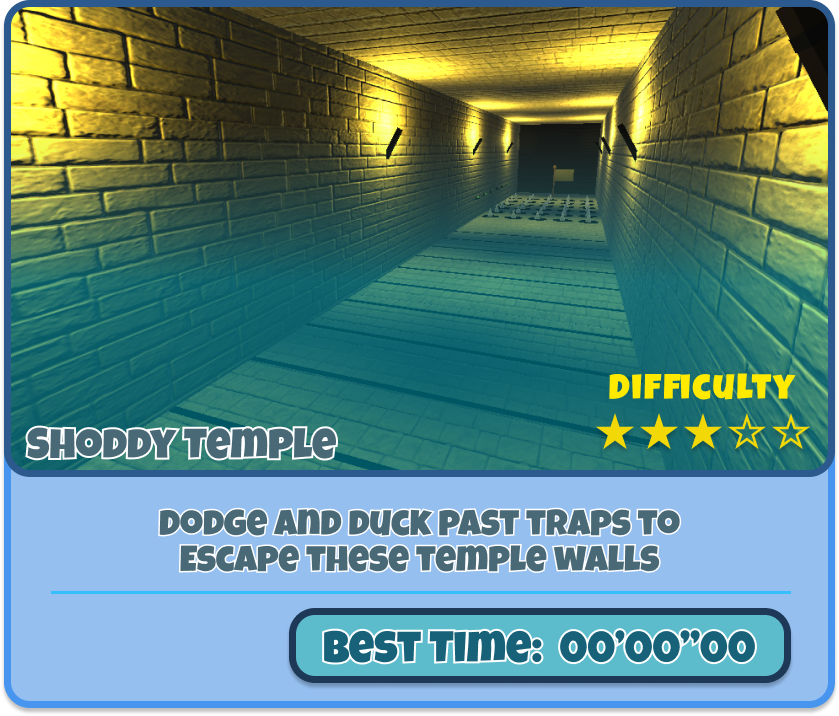 DIFFICULTY
SHODDY TEMPLE
DODGE AND DUCK PAST TRAPS TO
ESCAPE THESE TEMPLE WALLS
BEST TIME: 00'00"00